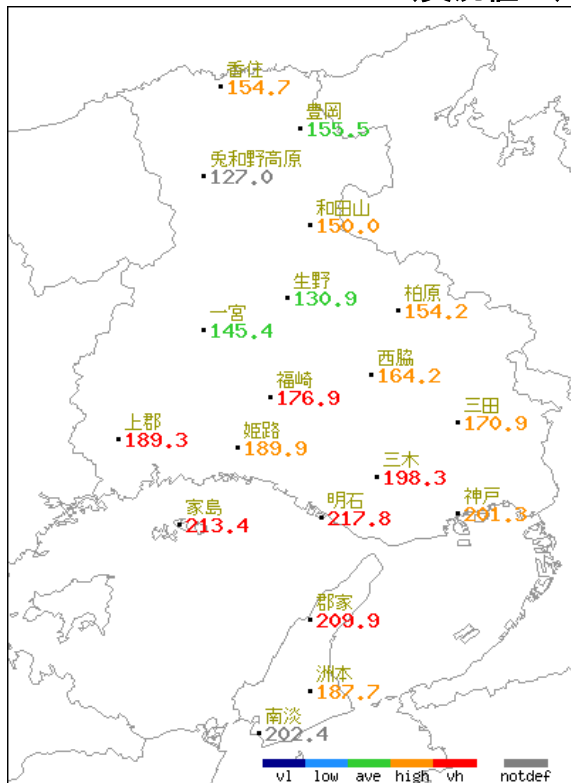 香住
154.7
豊岡
155.5
兎和野高原
127.0
和田山
150.0
生野
130.9
柏原
154.2
一宮
145.4
西脇
164.2
福崎
176.9
三田
170.9
上郡
189.3
姫路
189.9
三木
198.3
家島
213.4
明石
217.8
神戸
201.3
郡家
209.9
洲本
187.7
南淡
202.4
vl low ave high vh notdef